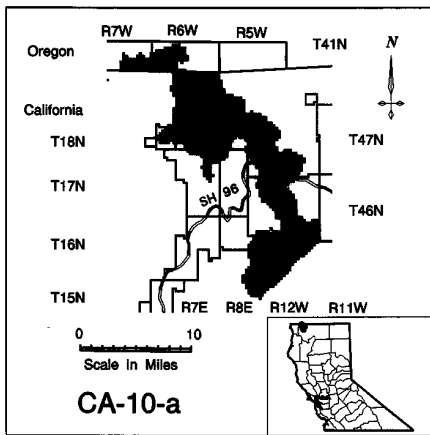 R7W R6W R5W
Oregon T41N N
California
T18N T47N
T17N
SH 96
T46N
T16N
T15N
R7E R8E R12W R11W
0 10
Scale in Miles
CA-10-a